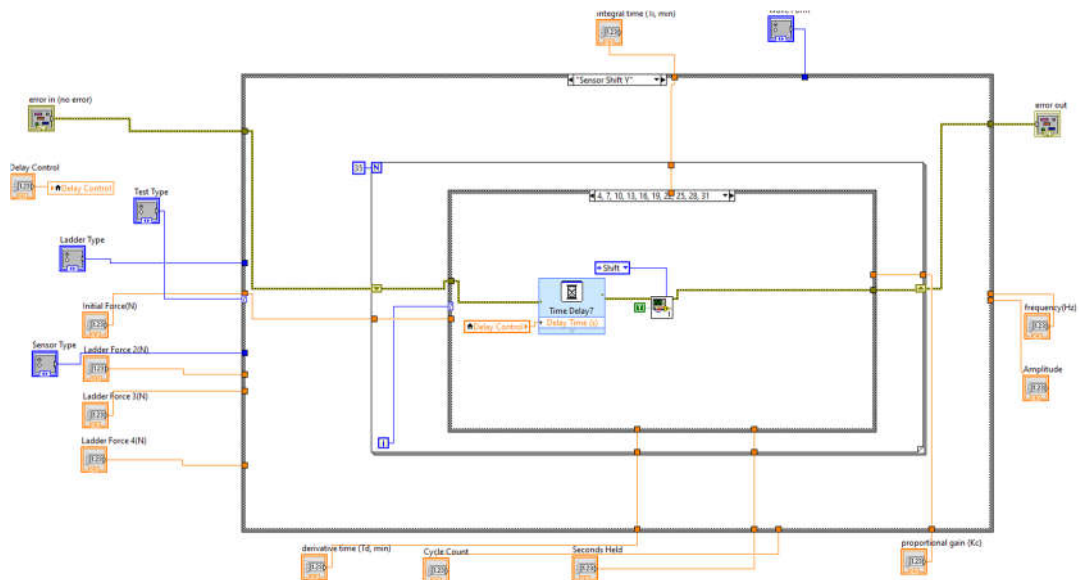 integral time (Ti, min)
"Sensor Shift Y"
error in (no error)
error out
35
N
Delay Control
Delay Control
4, 7, 10, 13, 16, 19, 22, 25, 28, 31
Test Type
Ladder Type
Shift
Time Delay7
Delay Control
Delay Time (s)
Initial Force(N)
frequency(Hz)
Sensor Type
Ladder Force 2(N)
Amplitude
Ladder Force 3(N)
Ladder Force 4(N)
i
derivative time (Td, min)
Cycle Count
Seconds Held
proportional gain (Kc)